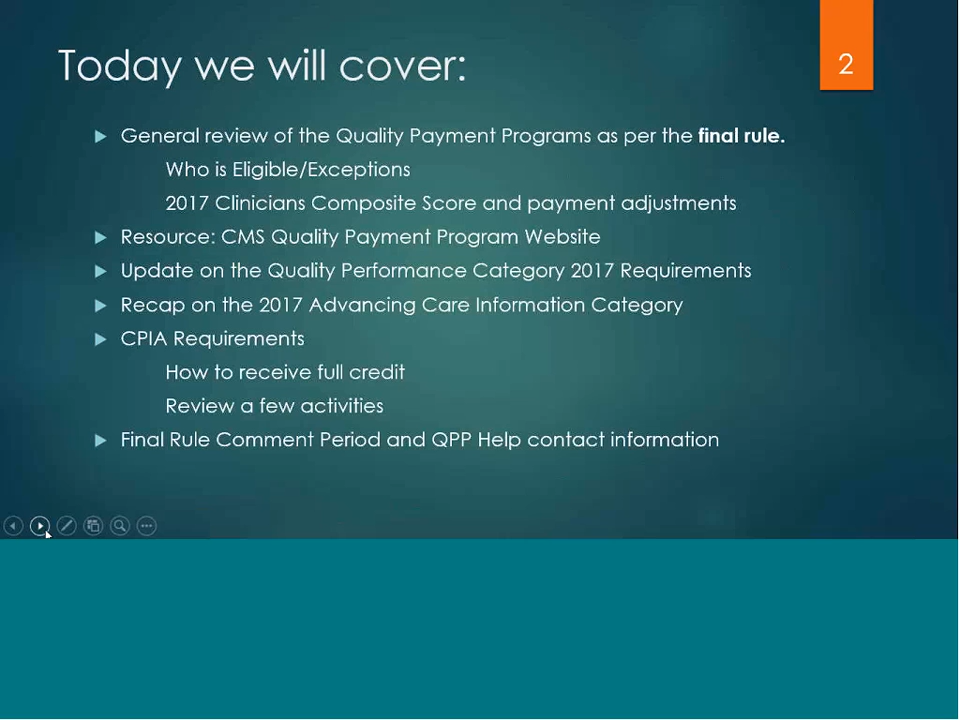 Today we will cover:
2
General review of the Quality Payment Programs as per the final rule.
Who is Eligible/Exceptions
2017 Clinicians Composite Score and payment adjustments
Resource: CMS Quality Payment Program Website
Update on the Quality Performance Category 2017 Requirements
Recap on the 2017 Advancing Care Information Category
CPIA Requirements
How to receive full credit
Review a few activities
Final Rule Comment Period and QPP Help contact information